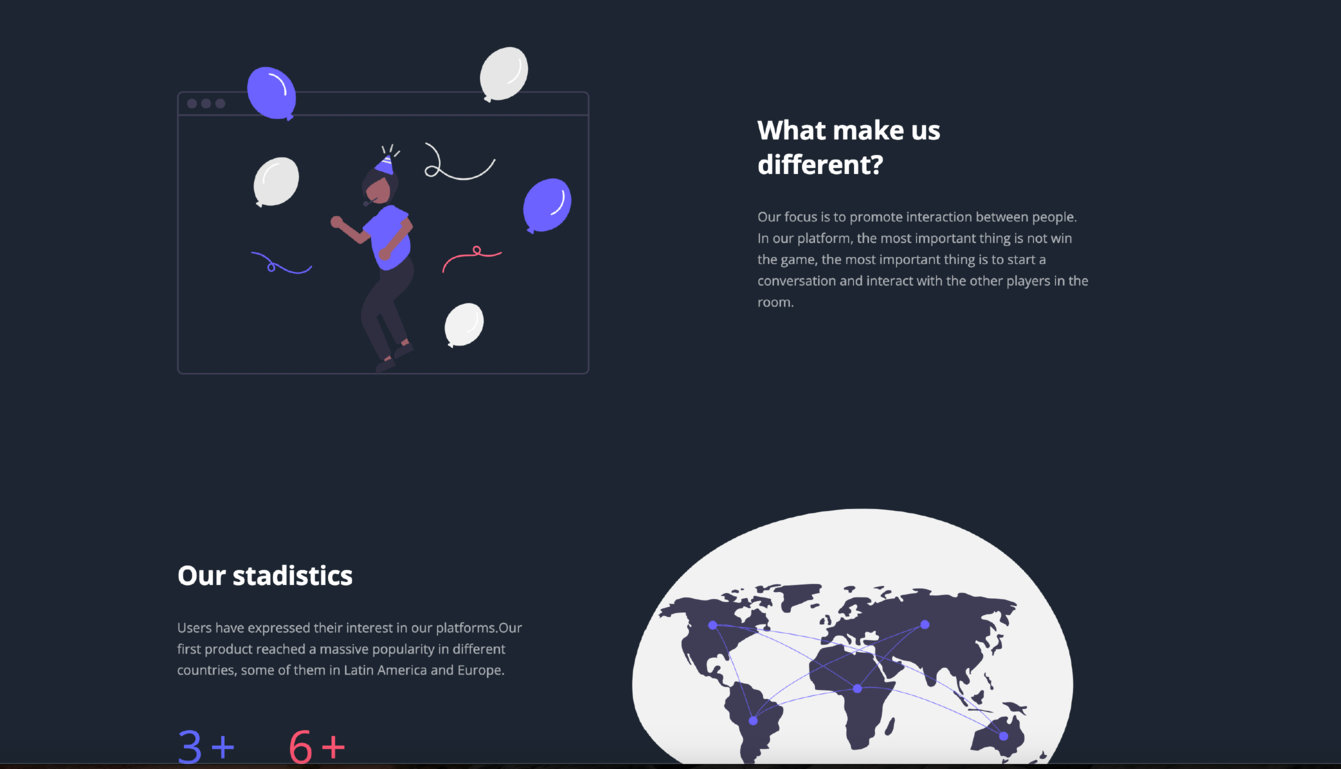 What make us
different?
Our focus is to promote interaction between people.
In our platform, the most important thing is not win
the game, the most important thing is to start a
conversation and interact with the other players in the
room.
Our stadistics
Users have expressed their interest in our platforms.Our
first product reached a massive popularity in different
countries, some of them in Latin America and Europe.
3+ 6+